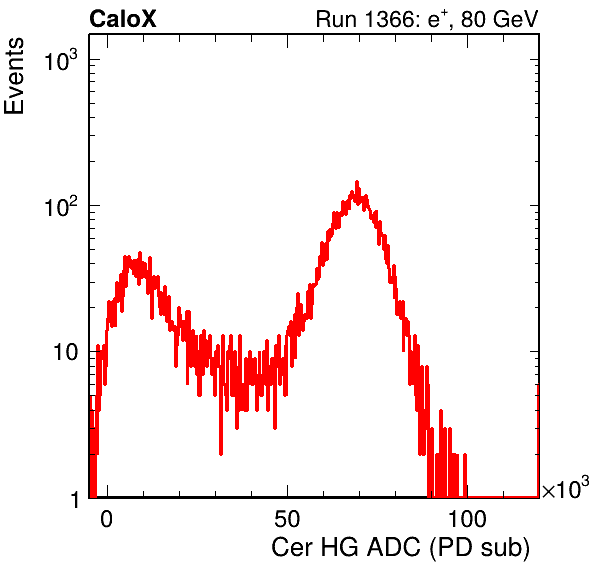 CaloX Run 1366: e⁺, 80 GeV
Events
10³
10²
10
1
0 50 100
×10³
Cer HG ADC (PD sub)